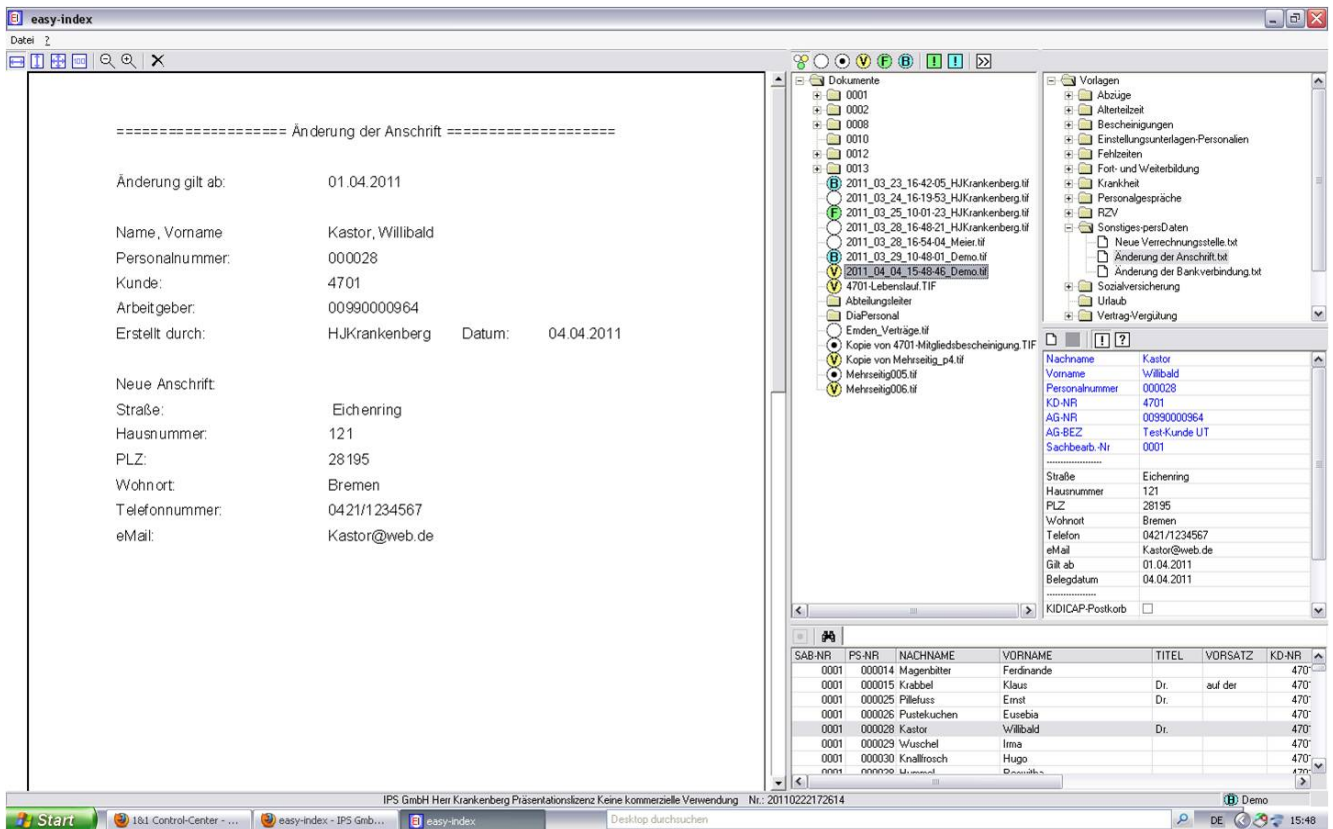 easy-index
Datei ?
==================== Änderung der Anschrift ====================
Änderung gilt ab: 01.04.2011
Name, Vorname Kastor, Willibald
Personalnummer: 000028
Kunde: 4701
Arbeitgeber: 00990000964
Erstellt durch: HJKrankenberg Datum: 04.04.2011
Neue Anschrift:
Straße: Eichenring
Hausnummer: 121
PLZ: 28195
Wohnort: Bremen
Telefonnummer: 0421/1234567
eMail: Kastor@web.de
Dokumente
0001
0002
0008
0010
0012
0013
B 2011_03_23_16-42-05_HJKrankenberg.tif
2011_03_24_16-19-53_HJKrankenberg.tif
F 2011_03_25_10-01-23_HJKrankenberg.tif
2011_03_28_16-48-21_HJKrankenberg.tif
2011_03_28_16-54-04_Meier.tif
B 2011_03_29_10-48-01_Demo.tif
V 2011_04_04_15-48-46_Demo.tif
V 4701-Lebenslauf.TIF
Abteilungsleiter
DiaPersonal
Emden_Verträge.tif
Kopie von 4701-Mitgliedsbescheinigung.TIF
V Kopie von Mehrseitig_p4.tif
Mehrseitig005.tif
V Mehrseitig006.tif
Vorlagen
Abzüge
Alterteilzeit
Bescheinigungen
Einstellungsunterlagen-Personalien
Fehlzeiten
Fort- und Weiterbildung
Krankheit
Personalgespräche
RZV
Sonstiges-persDaten
Neue Verrechnungsstelle.txt
Änderung der Anschrift.txt
Änderung der Bankverbindung.txt
Sozialversicherung
Urlaub
Vertrag-Vergütung
Nachname Kastor
Vorname Willibald
Personalnummer 000028
KD-NR 4701
AG-NR 00990000964
AG-BEZ Test-Kunde UT
Sachbearb.-Nr 0001
--------------------
Straße Eichenring
Hausnummer 121
PLZ 28195
Wohnort Bremen
Telefon 0421/1234567
eMail Kastor@web.de
Gilt ab 01.04.2011
Belegdatum 04.04.2011
------------------
KIDICAP-Postkorb
SAB-NR PS-NR NACHNAME VORNAME TITEL VORSATZ KD-NR
0001 000014 Magenbitter Ferdinande 470
0001 000015 Krabbel Klaus Dr. auf der 470
0001 000025 Pillefuss Ernst Dr. 470
0001 000026 Pustekuchen Eusebia 470
0001 000028 Kastor Willibald Dr. 470
0001 000029 Wuschel Irma 470
0001 000030 Knallfrosch Hugo 470
IPS GmbH Herr Krankenberg Präsentationslizenz Keine kommerzielle Verwendung Nr.: 20110222172614
B Demo
Start 1&1 Control-Center - ... easy-index - IPS Gmb... easy-index Desktop durchsuchen DE 15:48